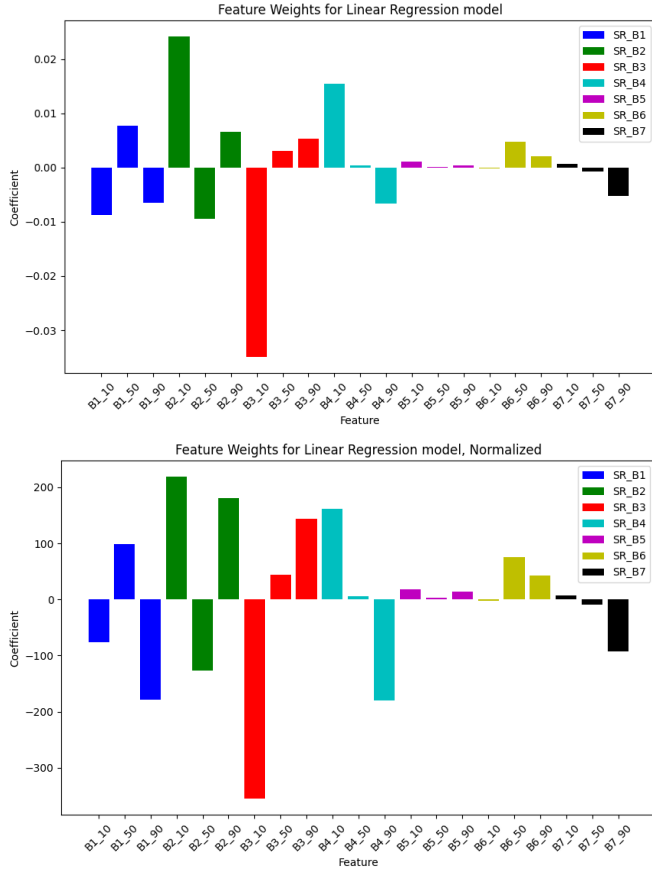 Feature Weights for Linear Regression model
SR_B1
SR_B2
SR_B3
SR_B4
SR_B5
SR_B6
SR_B7
0.02
0.01
0.00
−0.01
−0.02
−0.03
Coefficient
B1_10
B1_50
B1_90
B2_10
B2_50
B2_90
B3_10
B3_50
B3_90
B4_10
B4_50
B4_90
B5_10
B5_50
B5_90
B6_10
B6_50
B6_90
B7_10
B7_50
B7_90
Feature
Feature Weights for Linear Regression model, Normalized
SR_B1
SR_B2
SR_B3
SR_B4
SR_B5
SR_B6
SR_B7
200
100
0
−100
−200
−300
Coefficient
B1_10
B1_50
B1_90
B2_10
B2_50
B2_90
B3_10
B3_50
B3_90
B4_10
B4_50
B4_90
B5_10
B5_50
B5_90
B6_10
B6_50
B6_90
B7_10
B7_50
B7_90
Feature